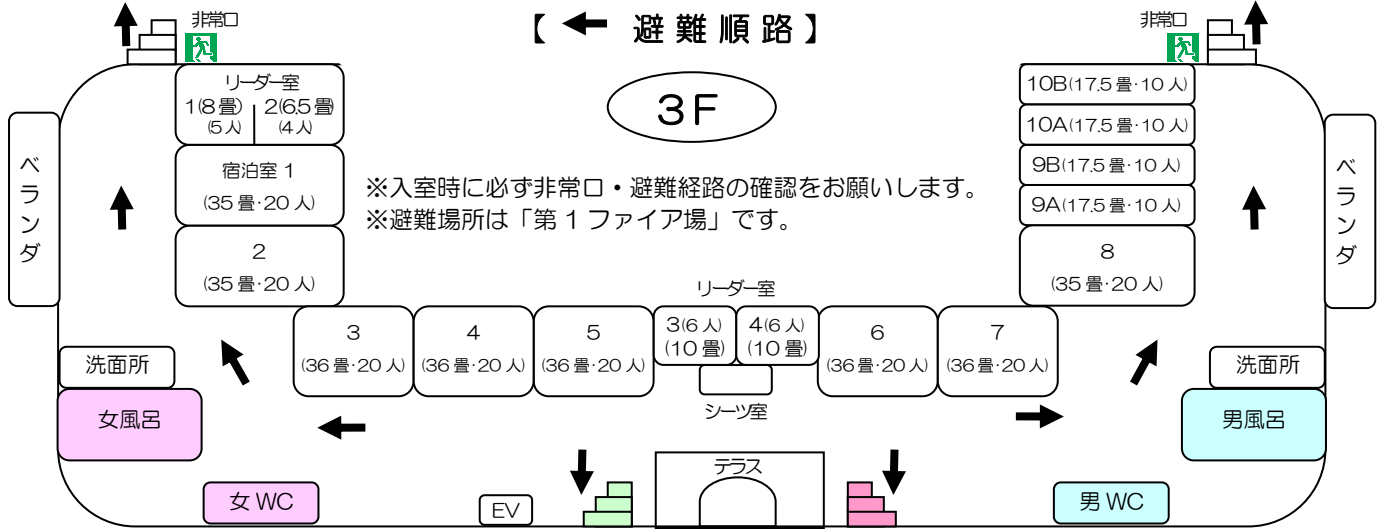 非常口
【 ← 避 難 順 路 】
非常口
3F
リーダー室
1(8畳)
(5人)
2(6.5畳)
(4人)
宿泊室 1
(35畳・20人)
2
(35畳・20人)
ベランダ
※入室時に必ず非常口・避難経路の確認をお願いします。
※避難場所は「第1ファイア場」です。
10B(17.5畳・10人)
10A(17.5畳・10人)
9B(17.5畳・10人)
9A(17.5畳・10人)
8
(35畳・20人)
ベランダ
リーダー室
3
(36畳・20人)
4
(36畳・20人)
5
(36畳・20人)
3(6人)
(10畳)
4(6人)
(10畳)
6
(36畳・20人)
7
(36畳・20人)
シーツ室
洗面所
女風呂
洗面所
男風呂
テラス
女WC
EV
男WC